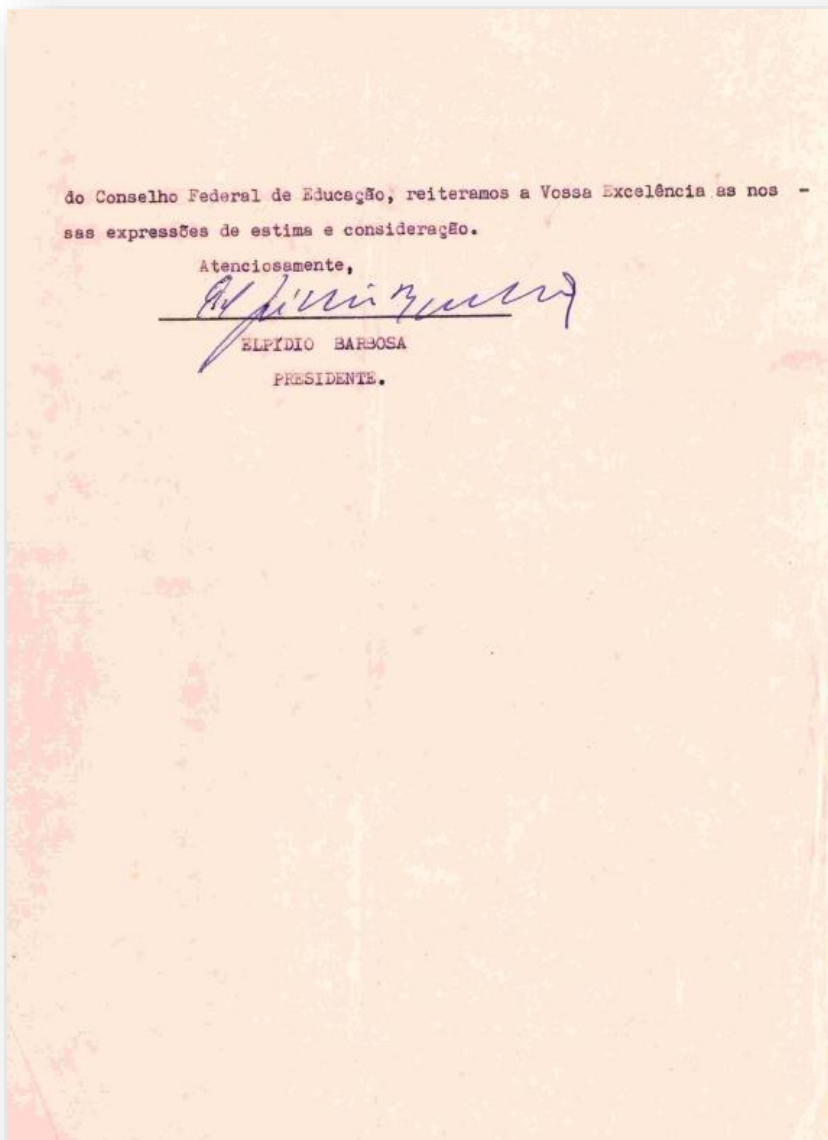 do Conselho Federal de Educação, reiteramos a Vossa Excelência as nos -
sas expressões de estima e consideração.
Atenciosamente,
ELPÍDIO BARBOSA
PRESIDENTE.